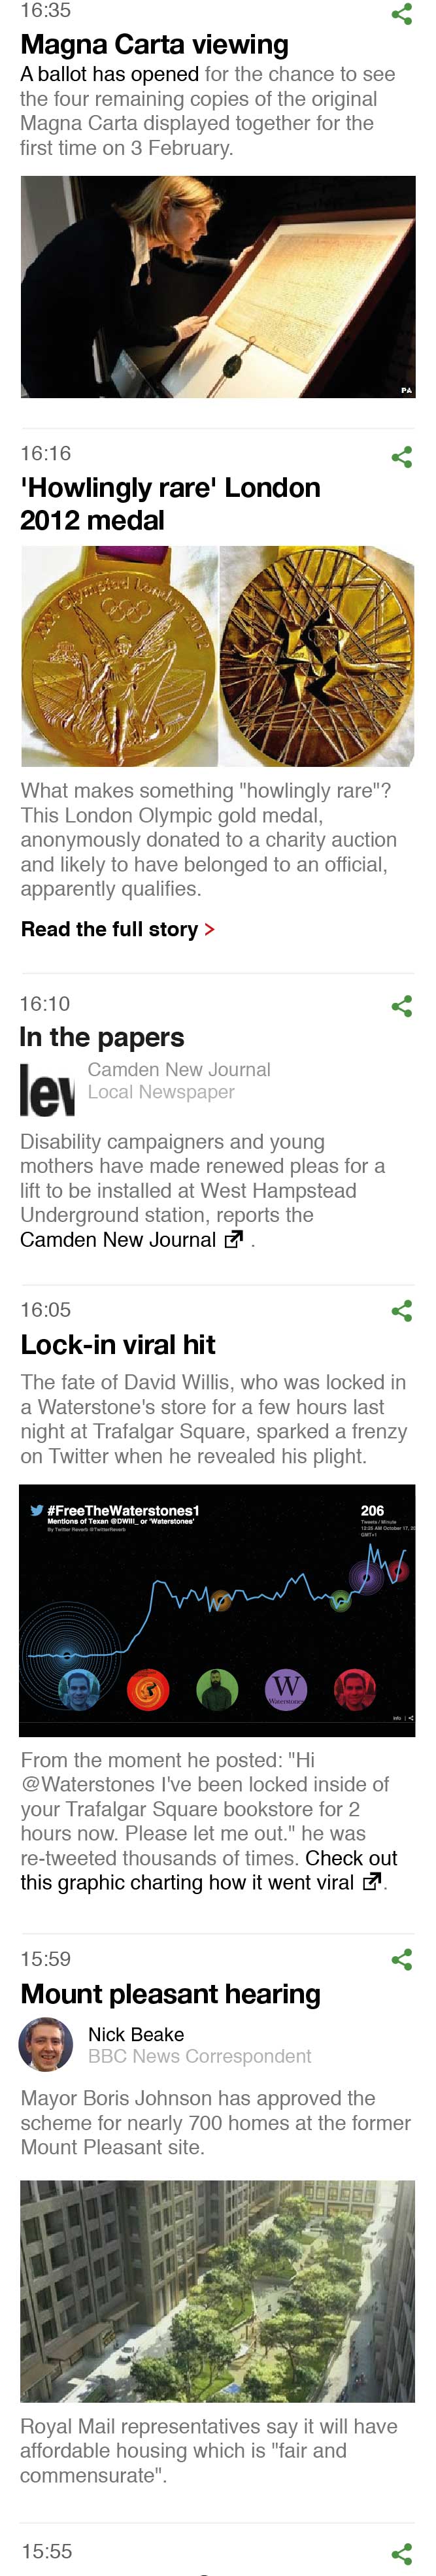 16:35
Magna Carta viewing
A ballot has opened for the chance to see
the four remaining copies of the original
Magna Carta displayed together for the
first time on 3 February.
PA
16:16
'Howlingly rare' London
2012 medal
What makes something "howlingly rare"?
This London Olympic gold medal,
anonymously donated to a charity auction
and likely to have belonged to an official,
apparently qualifies.
Read the full story >
16:10
In the papers
Camden New Journal
Local Newspaper
Disability campaigners and young
mothers have made renewed pleas for a
lift to be installed at West Hampstead
Underground station, reports the
Camden New Journal .
16:05
Lock-in viral hit
The fate of David Willis, who was locked in
a Waterstone's store for a few hours last
night at Trafalgar Square, sparked a frenzy
on Twitter when he revealed his plight.
#FreeTheWaterstones1
Mentions of Texan @DWill_ or 'Waterstones'
By Twitter Reverb @TwitterReverb
206
Tweets / Minute
12:25 AM October 17, 20
GMT+1
W
Waterstones
Info
From the moment he posted: "Hi
@Waterstones I've been locked inside of
your Trafalgar Square bookstore for 2
hours now. Please let me out." he was
re-tweeted thousands of times. Check out
this graphic charting how it went viral .
15:59
Mount pleasant hearing
Nick Beake
BBC News Correspondent
Mayor Boris Johnson has approved the
scheme for nearly 700 homes at the former
Mount Pleasant site.
Royal Mail representatives say it will have
affordable housing which is "fair and
commensurate".
15:55